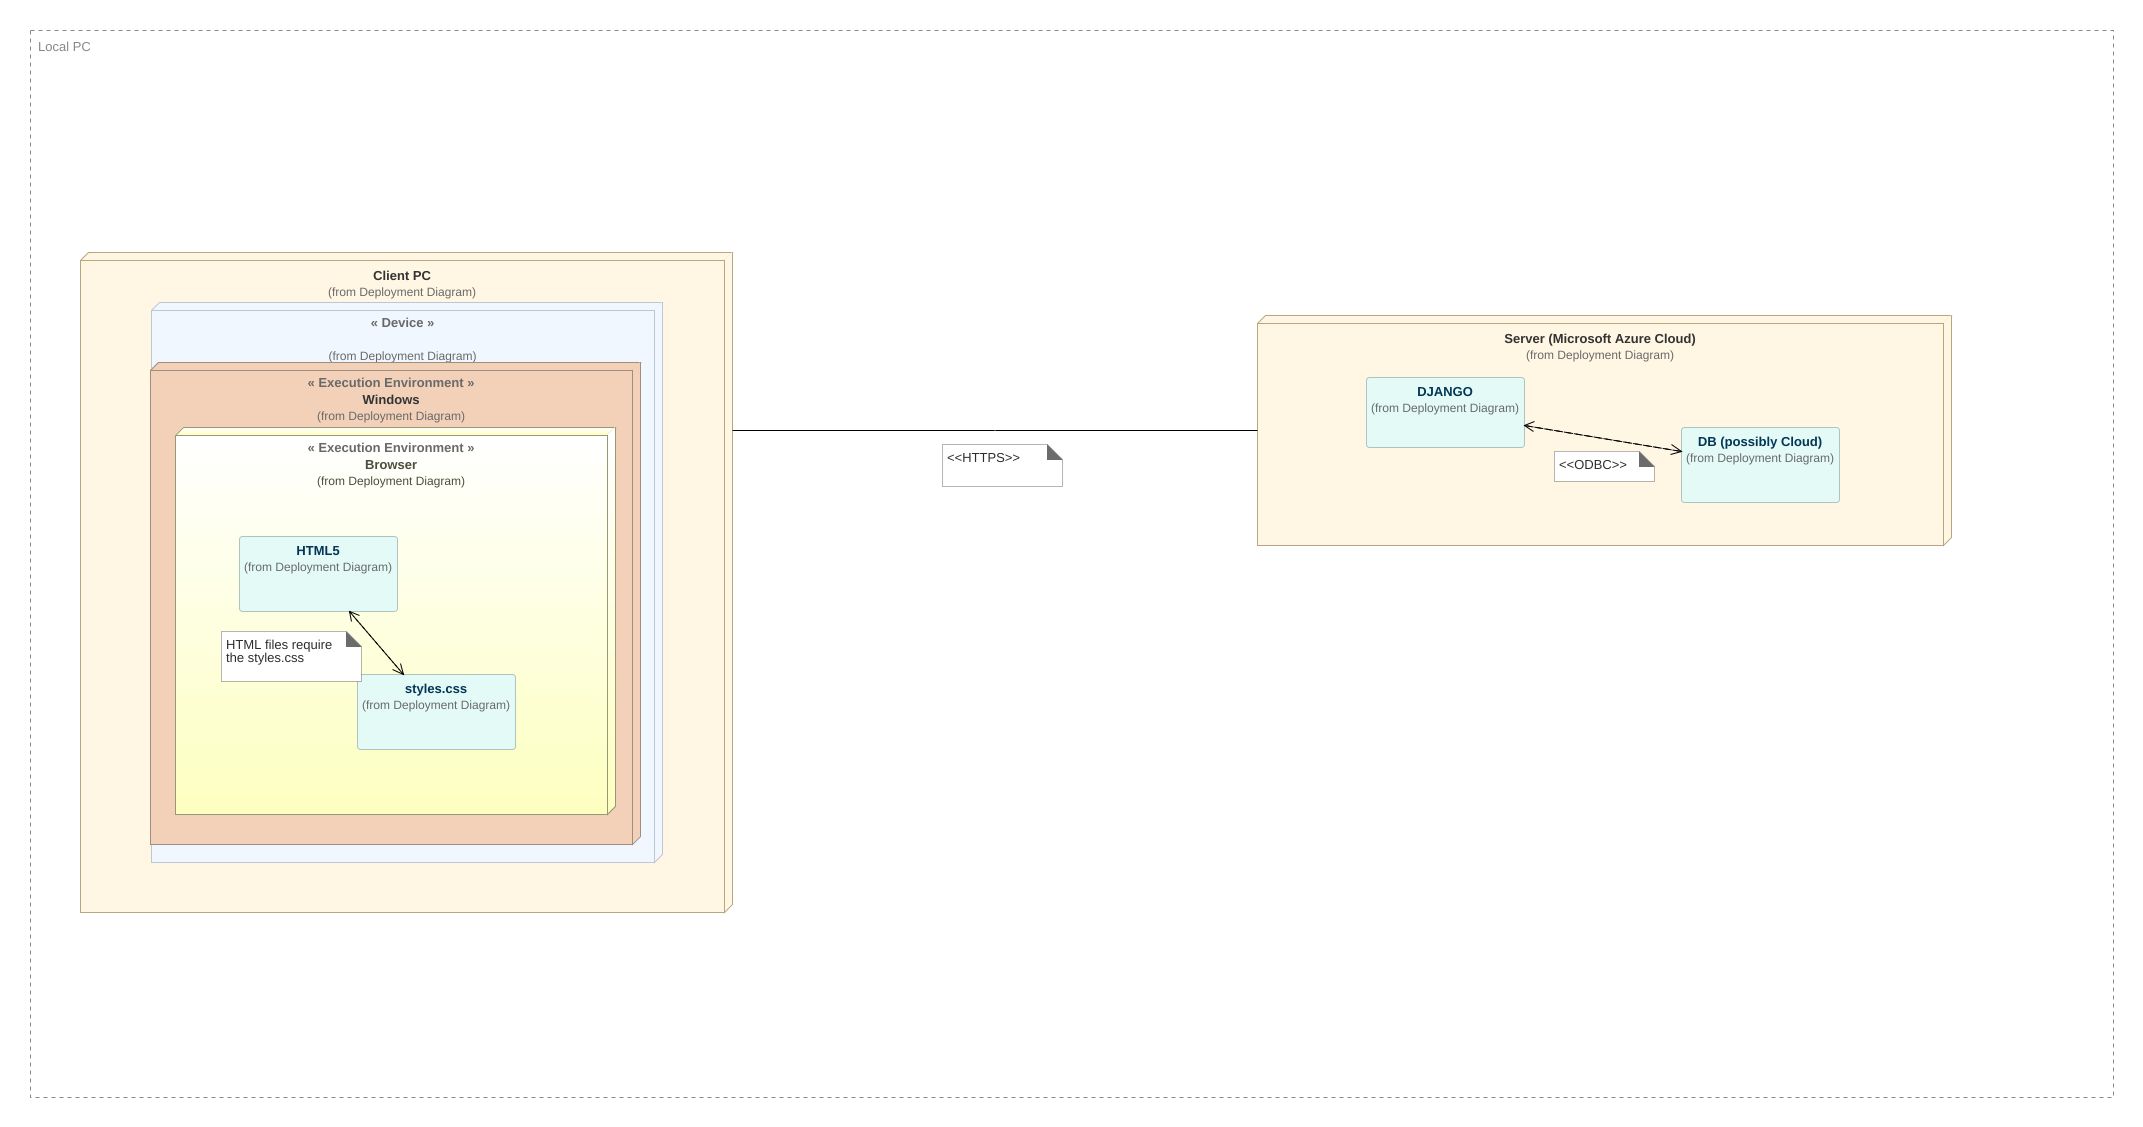 Local PC
Client PC
(from Deployment Diagram)
« Device »
(from Deployment Diagram)
« Execution Environment »
Windows
(from Deployment Diagram)
« Execution Environment »
Browser
(from Deployment Diagram)
HTML5
(from Deployment Diagram)
HTML files require
the styles.css
styles.css
(from Deployment Diagram)
<<HTTPS>>
Server (Microsoft Azure Cloud)
(from Deployment Diagram)
DJANGO
(from Deployment Diagram)
<<ODBC>>
DB (possibly Cloud)
(from Deployment Diagram)